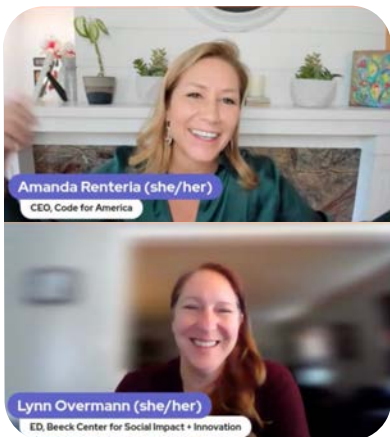 Amanda Renteria (she/her)
CEO, Code for America
Lynn Overmann (she/her)
ED, Beeck Center for Social Impact + Innovation